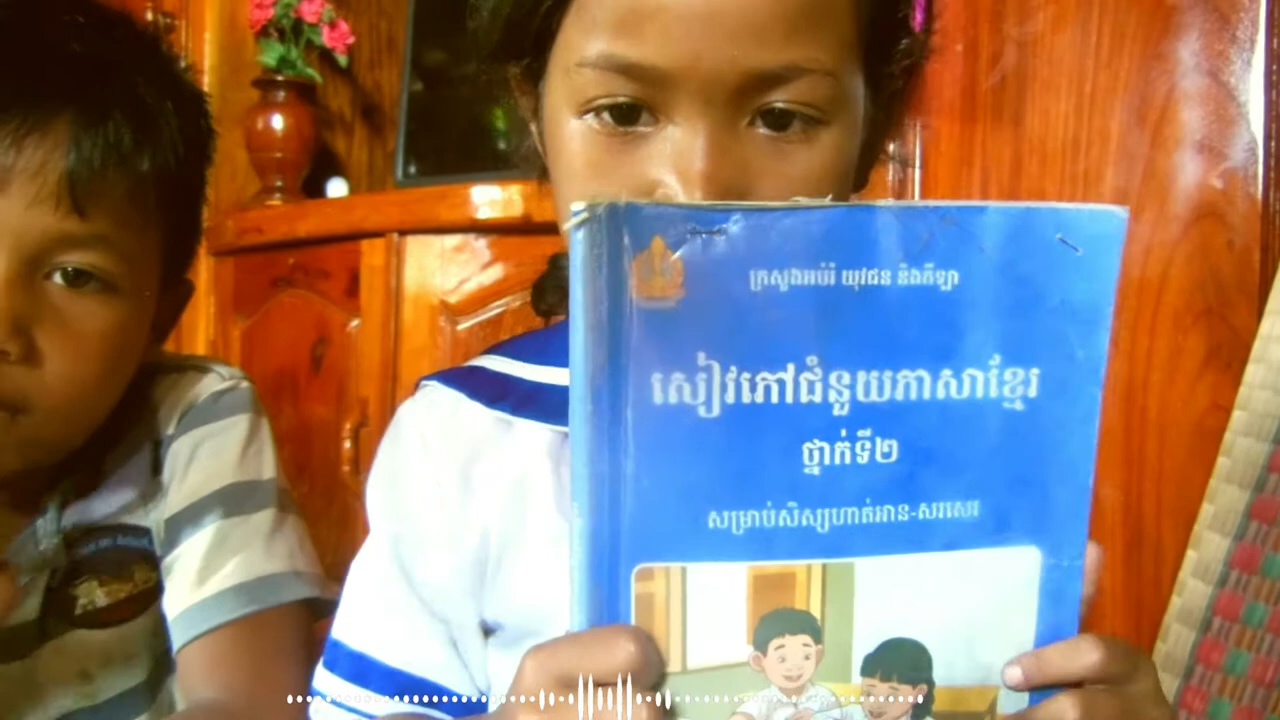 ក្រសួងអប់រំ យុវជន និងកីឡា
សៀវភៅជំនួយភាសាខ្មែរ
ថ្នាក់ទី២
សម្រាប់សិស្សហាត់អាន-សរសេរ